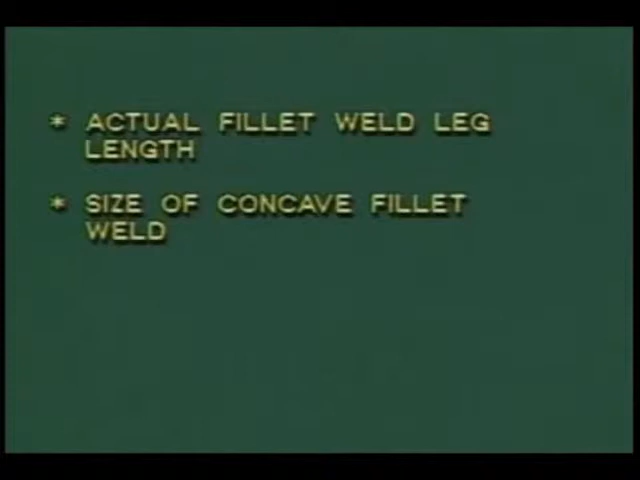 * ACTUAL FILLET WELD LEG
LENGTH
* SIZE OF CONCAVE FILLET
WELD